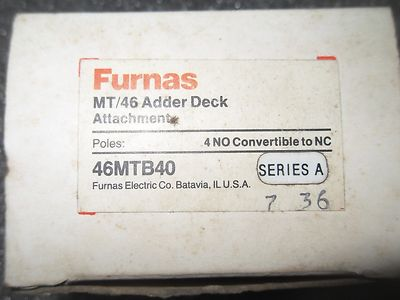 Furnas
MT/46 Adder Deck
Attachment
Poles: 4 NO Convertible to NC
46MTB40 SERIES A
Furnas Electric Co. Batavia, IL U.S.A.
7 36